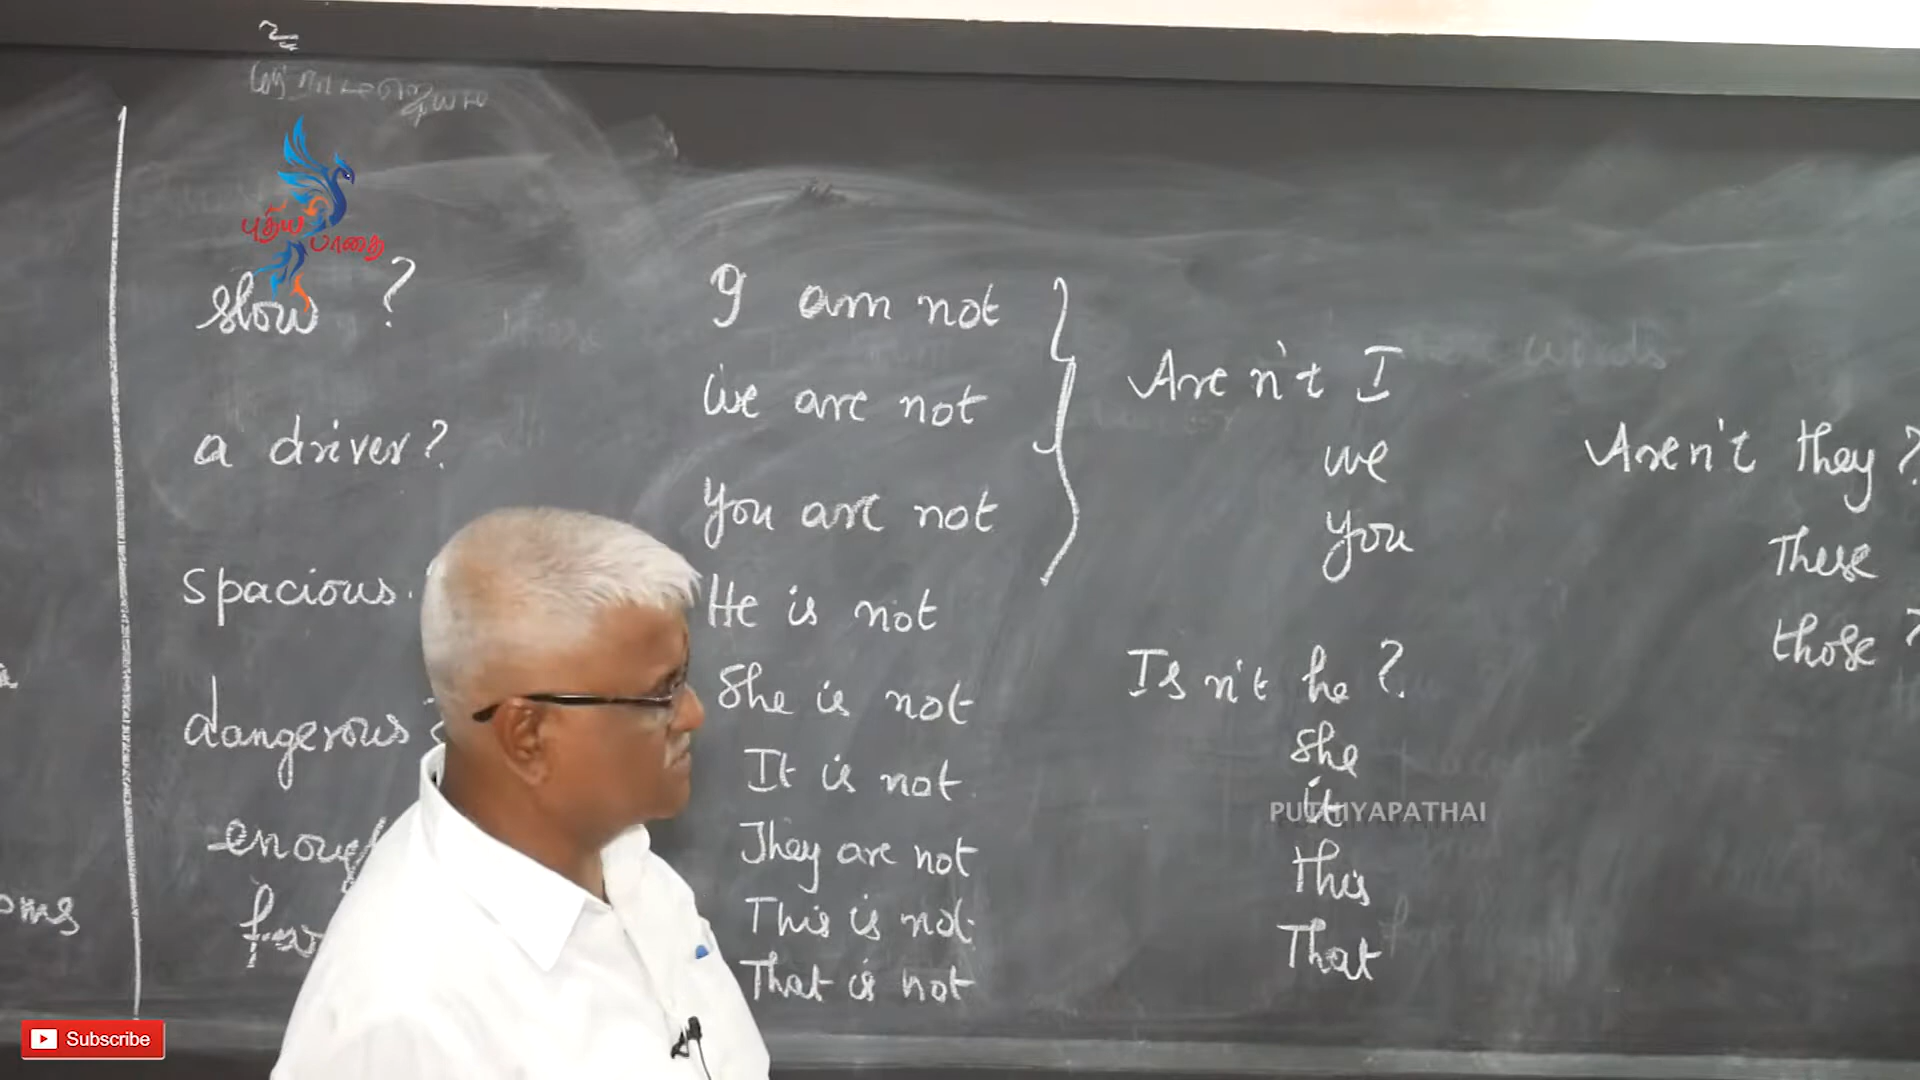 புதிய
பாதை
slow ?
a driver ?
spacious
dangerous ?
I am not
We are not
You are not
He is not
She is not
It is not
They are not
This is not
That is not
Aren't I
we
you
Isn't he ?
she
it
this
That
Aren't they ?
These
those ?
words
oms
PUTHIYAPATHAI
Subscribe